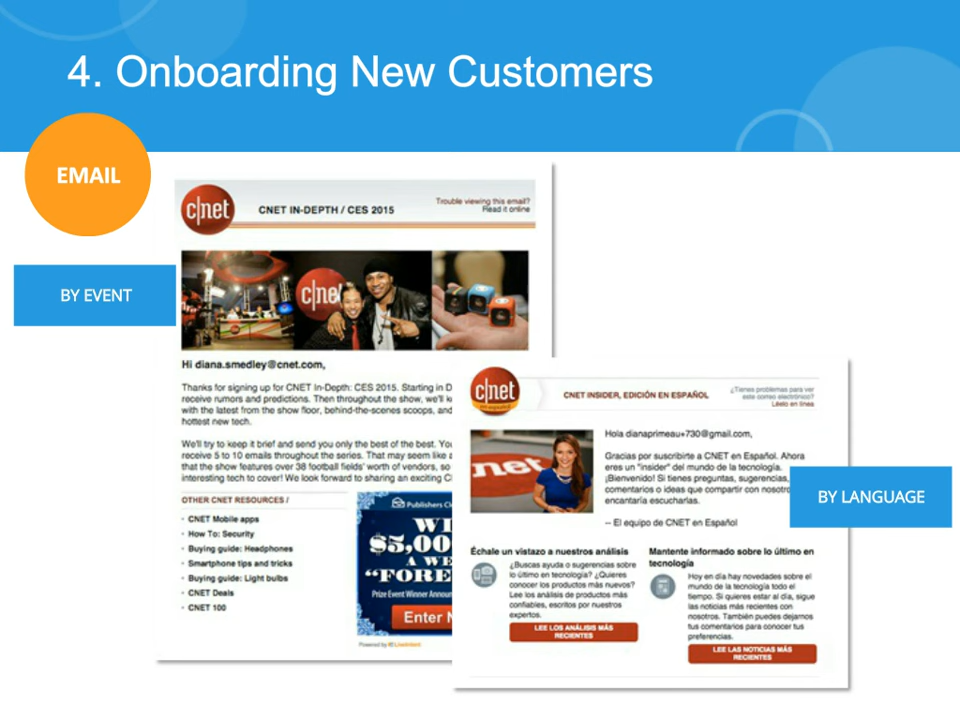 4. Onboarding New Customers
EMAIL
BY EVENT
c|net
CNET IN-DEPTH / CES 2015
Trouble viewing this email?
Read it online
c|ne
Hi diana.smedley@cnet.com,
Thanks for signing up for CNET In-Depth: CES 2015. Starting in D
receive rumors and predictions. Then throughout the show, we'll k
with the latest from the show floor, behind-the-scenes scoops, and
hottest new tech.
We'll try to keep it brief and send you only the best of the best. You
receive 5 to 10 emails throughout the series. That may seem like a
that the show features over 38 football fields' worth of vendors, so
interesting tech to cover! We look forward to sharing an exciting C
OTHER CNET RESOURCES /
· CNET Mobile apps
· How To: Security
· Buying guide: Headphones
· Smartphone tips and tricks
· Buying guide: Light bulbs
· CNET Deals
· CNET 100
Publishers Cl
WI
$5,00
A WE
"FORE
Prize Event Winner Announ
Enter N
Powered by LiveIntent
c|net
en español
CNET INSIDER, EDICIÓN EN ESPAÑOL
¿Tienes problemas para ver
este correo electrónico?
Léelo en línea
net
Hola dianaprimeau+730@gmail.com,
Gracias por suscribirte a CNET en Español. Ahora
eres un "insider" del mundo de la tecnología.
¡Bienvenido! Si tienes preguntas, sugerencias,
comentarios o ideas que compartir con nosotro
encantaría escucharlas.
-- El equipo de CNET en Español
BY LANGUAGE
Échale un vistazo a nuestros análisis
¿Buscas ayuda o sugerencias sobre
lo último en tecnología? ¿Quieres
conocer los productos más nuevos?
Lee los análisis de productos más
confiables, escritos por nuestros
expertos.
LEE LOS ANÁLISIS MÁS
RECIENTES
Mantente informado sobre lo último en
tecnología
Hoy en día hay novedades sobre el
mundo de la tecnología todo el
tiempo. Si quieres estar al día, sigue
las noticias más recientes con
nosotros. También puedes dejarnos
tus comentarios para conocer tus
preferencias.
LEE LAS NOTICIAS MÁS
RECIENTES